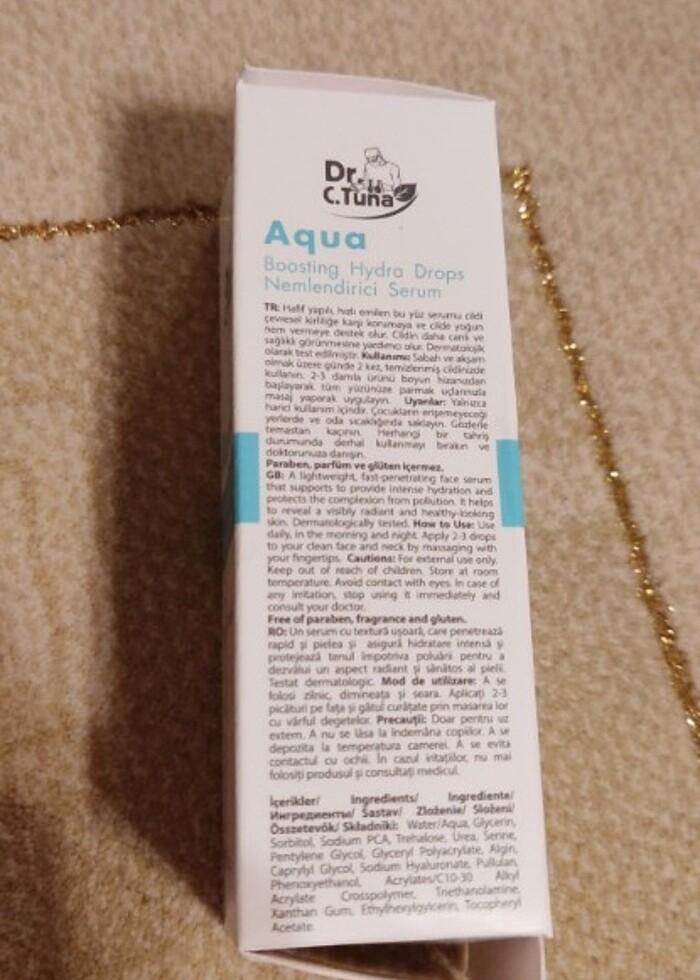 Dr.
C.Tuna
Aqua
Boosting Hydra Drops
Nemlendirici Serum
TR: Hafif yapılı, hızlı emilen bu yüz serumu cildi
çevresel kirliliğe karşı korumaya ve cilde yoğun
nem vermeye destek olur. Cildin daha canlı ve
sağlıklı görünmesine yardımcı olur. Dermatolojik
olarak test edilmiştir. Kullanımı: Sabah ve akşam
olmak üzere günde 2 kez, temizlenmiş cildinizde
kullanın. 2-3 damla ürünü boyun hizanızdan
başlayarak tüm yüzünüze parmak uçlarınızla
masaj yaparak uygulayın. Uyarılar: Yalnızca
harici kullanım içindir. Çocukların erişemeyeceği
yerlerde ve oda sıcaklığında saklayın. Gözlerle
temastan kaçının. Herhangi bir tahriş
durumunda derhal kullanmayı bırakın ve
doktorunuza danışın.
Paraben, parfüm ve glüten içermez.
GB: A lightweight, fast-penetrating face serum
that supports to provide intense hydration and
protects the complexion from pollution. It helps
to reveal a visibly radiant and healthy-looking
skin. Dermatologically tested. How to Use: Use
daily, in the morning and night. Apply 2-3 drops
to your clean face and neck by massaging with
your fingertips. Cautions: For external use only.
Keep out of reach of children. Store at room
temperature. Avoid contact with eyes. In case of
any irritation, stop using it immediately and
consult your doctor.
Free of paraben, fragrance and gluten.
RO: Un serum cu textură ușoară, care penetrează
rapid și pielea și asigură hidratare intensă și
protejează tenul împotriva poluării pentru a
dezvălui un aspect radiant și sănătos al pielii.
Testat dermatologic. Mod de utilizare: A se
folosi zilnic, dimineața și seara. Aplicați 2-3
picături pe fața și gâtul curățate prin masarea lor
cu vârful degetelor. Precauții: Doar pentru uz
extern. A nu se lăsa la îndemâna copiilor. A se
depozita la temperatura camerei. A se evita
contactul cu ochii. În cazul iritațiilor, nu mai
folosiți produsul și consultați medicul.
İçerikler/ Ingredients/ Ingrediente/
Ингредиенты/ Sastav/ Zloženie/ Složení/
Összetevők/ Składniki: Water/Aqua, Glycerin,
Sorbitol, Sodium PCA, Trehalose, Urea, Serine,
Pentylene Glycol, Glyceryl Polyacrylate, Algin,
Caprylyl Glycol, Sodium Hyaluronate, Pullulan,
Phenoxyethanol, Acrylates/C10-30 Alkyl
Acrylate Crosspolymer, Triethanolamine,
Xanthan Gum, Ethylhexylglycerin, Tocopheryl
Acetate.